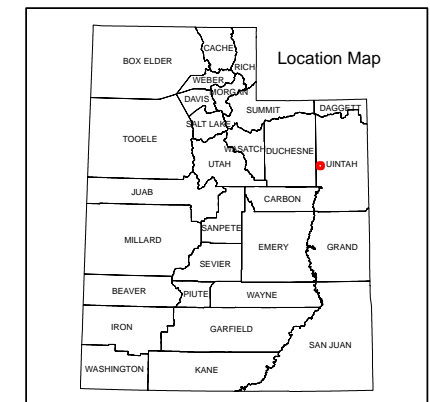 Location Map
CACHE
BOX ELDER
RICH
WEBER
MORGAN
DAVIS
SUMMIT
DAGGETT
SALT LAKE
TOOELE
WASATCH
DUCHESNE
UINTAH
UTAH
JUAB
CARBON
SANPETE
MILLARD
EMERY
GRAND
SEVIER
BEAVER
PIUTE
WAYNE
IRON
GARFIELD
SAN JUAN
WASHINGTON
KANE